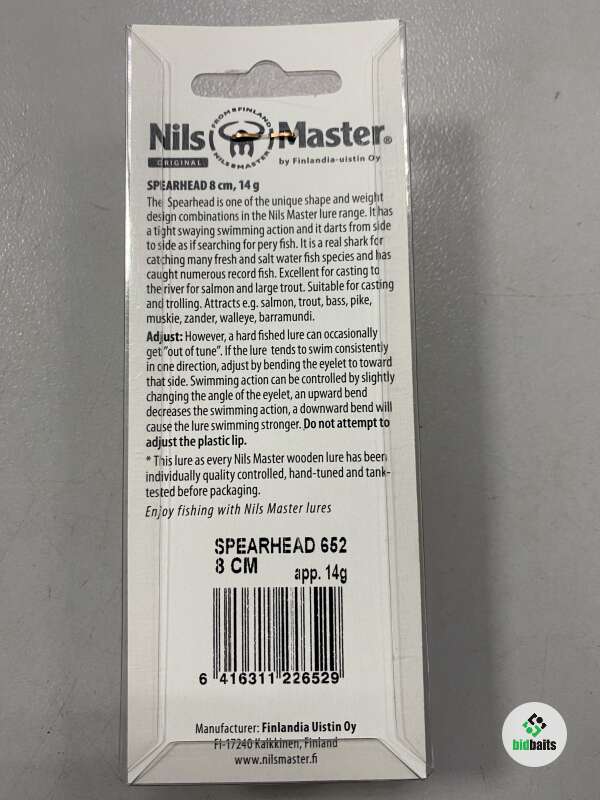 FROM FINLAND
Nils Master®
NILS MASTER
ORIGINAL
by Finlandia-uistin Oy
SPEARHEAD 8 cm, 14 g
The Spearhead is one of the unique shape and weight
design combinations in the Nils Master lure range. It has
a tight swaying swimming action and it darts from side
to side as if searching for pery fish. It is a real shark for
catching many fresh and salt water fish species and has
caught numerous record fish. Excellent for casting to
the river for salmon and large trout. Suitable for casting
and trolling. Attracts e.g. salmon, trout, bass, pike,
muskie, zander, walleye, barramundi.
Adjust: However, a hard fished lure can occasionally
get "out of tune". If the lure tends to swim consistently
in one direction, adjust by bending the eyelet to toward
that side. Swimming action can be controlled by slightly
changing the angle of the eyelet, an upward bend
decreases the swimming action, a downward bend will
cause the lure swimming stronger. Do not attempt to
adjust the plastic lip.
* This lure as every Nils Master wooden lure has been
individually quality controlled, hand-tuned and tank-
tested before packaging.
Enjoy fishing with Nils Master lures
SPEARHEAD 652
8 CM app. 14g
6 416311 226529
Manufacturer: Finlandia Uistin Oy
FI-17240 Kalkkinen, Finland
www.nilsmaster.fi
bidbaits